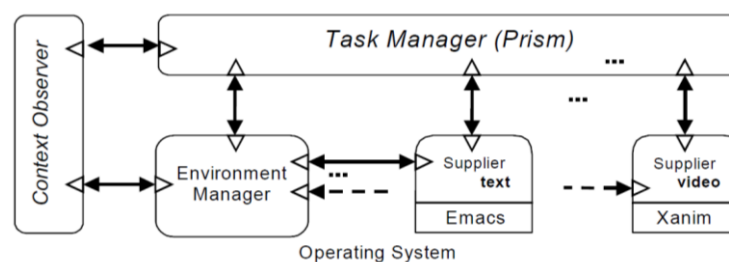 Task Manager (Prism)
...
...
Context Observer
Environment
Manager
...
Supplier
text
Emacs
Supplier
video
Xanim
Operating System